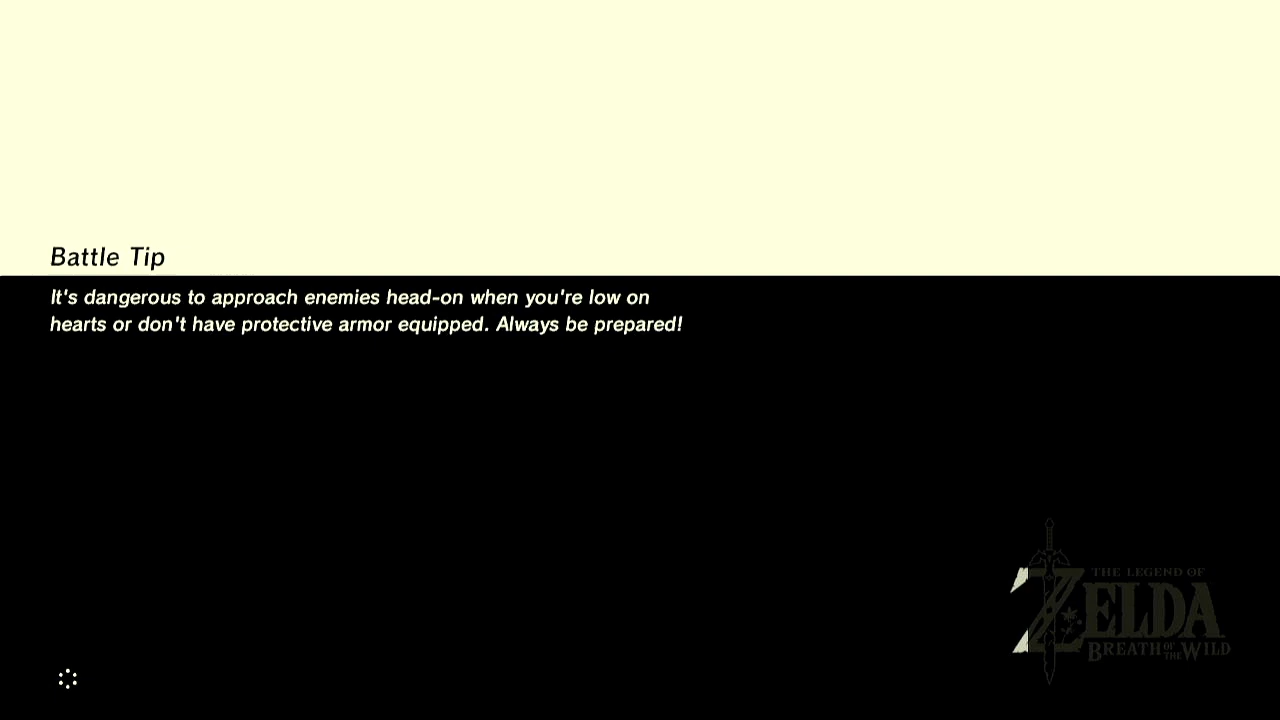 Battle Tip
It's dangerous to approach enemies head-on when you're low on
hearts or don't have protective armor equipped. Always be prepared!
THE LEGEND OF
ZELDA
BREATH OF THE WILD